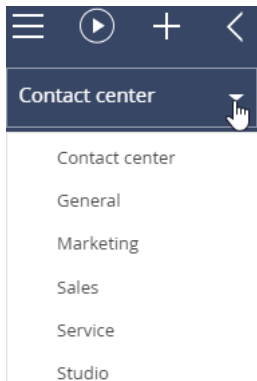 Contact center
Contact center
General
Marketing
Sales
Service
Studio